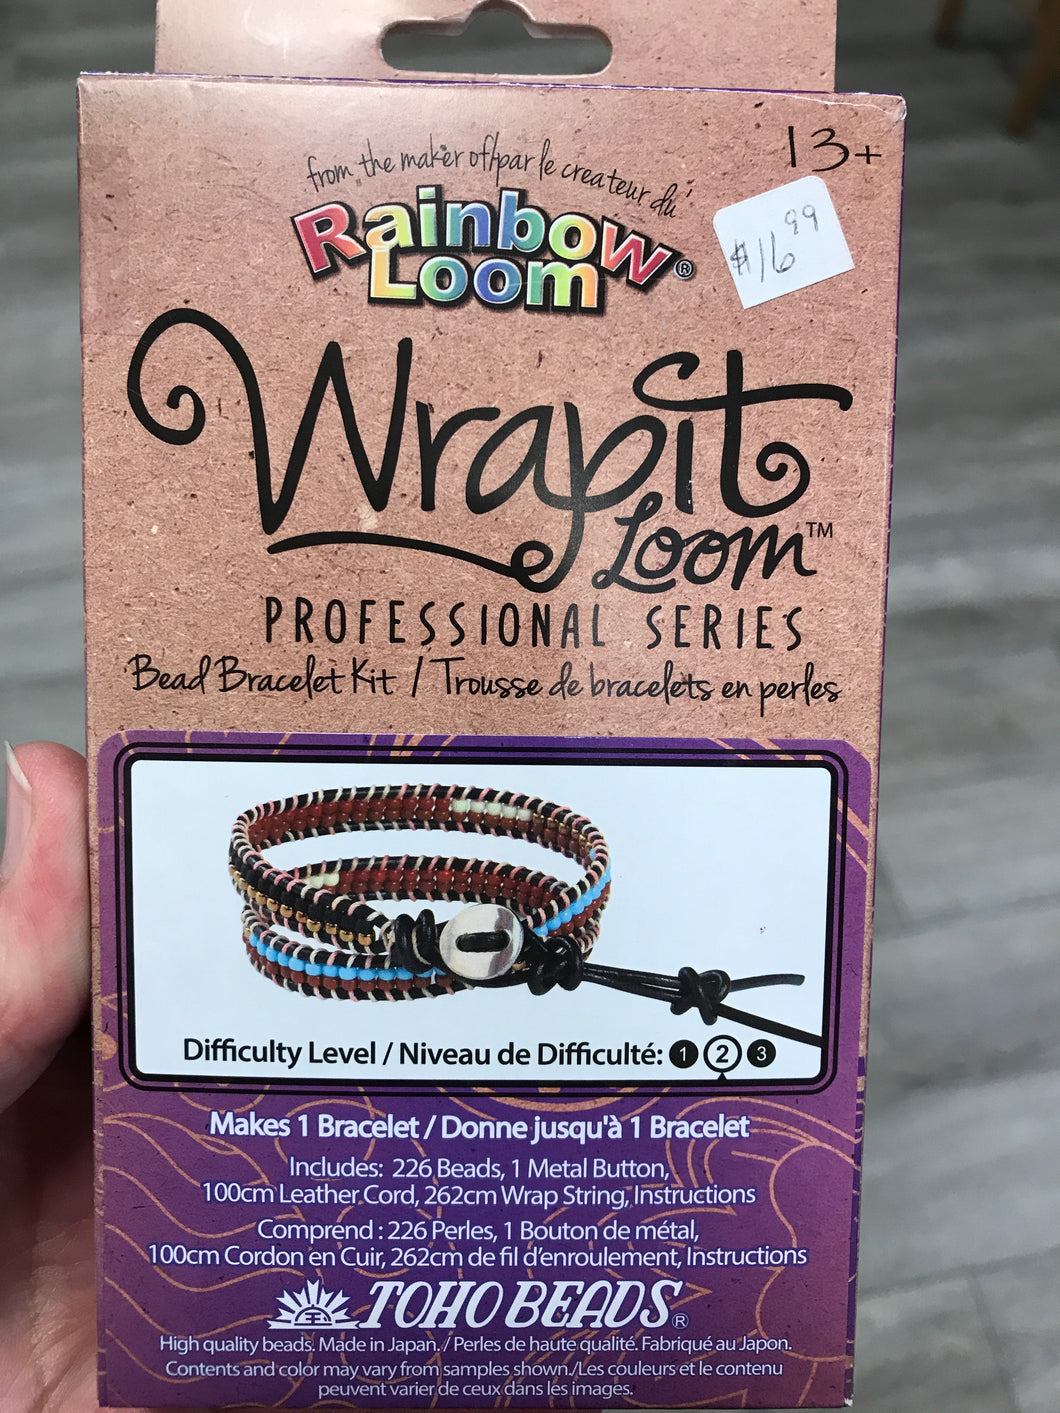 13+
from the maker of/par le createur du
Rainbow
Loom®
$16.99
Wrapit
Loom™
PROFESSIONAL SERIES
Bead Bracelet Kit / Trousse de bracelets en perles
Difficulty Level / Niveau de Difficulté: 1 2 3
Makes 1 Bracelet / Donne jusqu'à 1 Bracelet
Includes: 226 Beads, 1 Metal Button,
100cm Leather Cord, 262cm Wrap String, Instructions
Comprend : 226 Perles, 1 Bouton de métal,
100cm Cordon en Cuir, 262cm de fil d'enroulement, Instructions
TOHO BEADS®
High quality beads. Made in Japan. / Perles de haute qualité. Fabriqué au Japon.
Contents and color may vary from samples shown./Les couleurs et le contenu
peuvent varier de ceux dans les images.